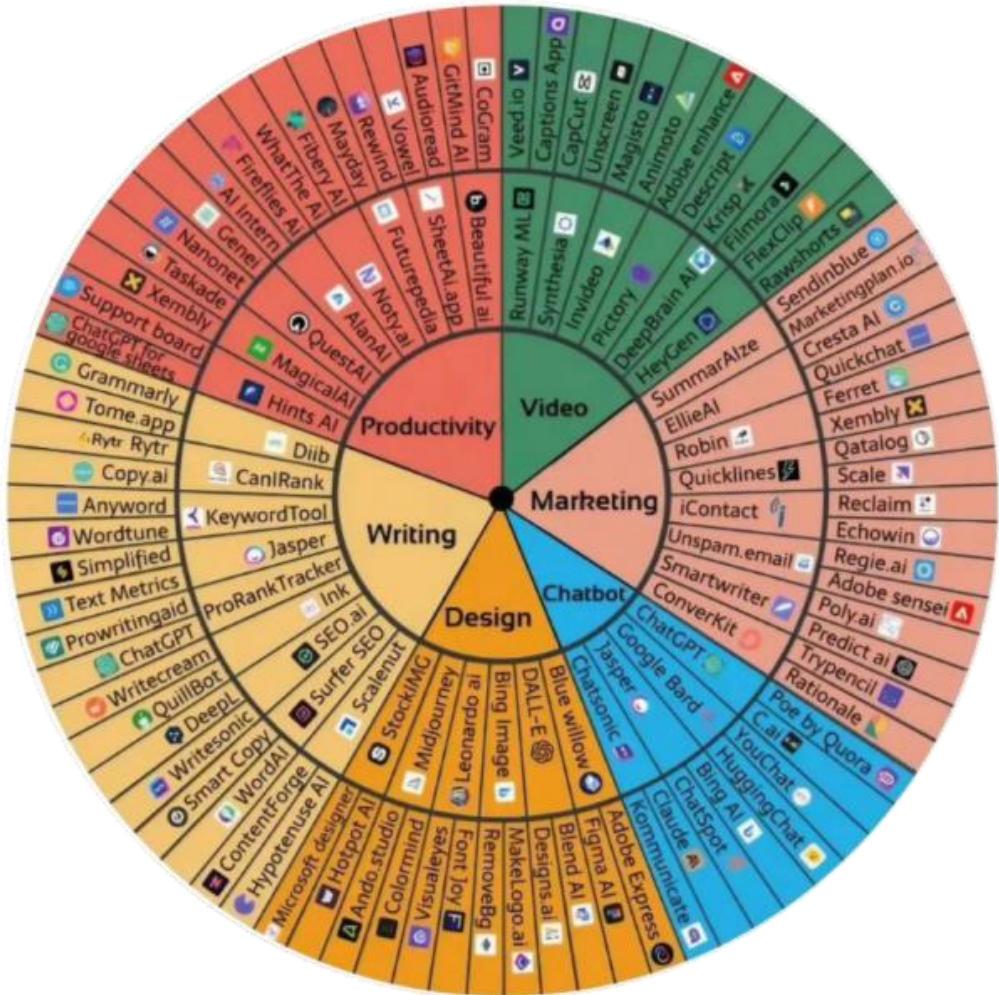 Productivity
Video
Marketing
Chatbot
Design
Writing
Beautiful ai
SheetAi.app
Futurepedia
Noty.ai
AlanAI
QuestAI
MagicalAI
Hints AI
CoGram
GitMind AI
Audioread
Vowel
Rewind
Mayday
Fibery AI
WhatThe Ai
Fireflies Ai
Ai Intern
Genei
Nanonet
Taskade
Xembly
Support board
ChatGPT for
google sheets
Runway ML
Synthesia
Invideo
Pictory
DeepBrain AI
HeyGen
Veed.io
Captions App
CapCut
Unscreen
Magisto
Animoto
Adobe enhance
Descript
Krisp
Filmora
FlexClip
Rawshorts
SummarAIze
EllieAI
Robin
Quicklines
iContact
Unspam.email
Smartwriter
ConverKit
Sendinblue
Marketingplan.io
Cresta AI
Quickchat
Ferret
Xembly
Qatalog
Scale
Reclaim
Echowin
Regie.ai
Adobe sensei
Poly.ai
Predict ai
Trypencil
Rationale
ChatGPT
Google Bard
Jasper
Chatsonic
Poe by Quora
C.ai
YouChat
HuggingChat
Bing AI
ChatSpot
Claude
AI
Kommunicate
Blue willow
DALL-E
Bing Image
Leonardo ai
Midjourney
StockIMG
Adobe Express
Figma AI
Blend AI
Designs.ai
MakeLogo.ai
RemoveBg
Font Joy
Visualeyes
Colormind
Ando.studio
Hotpot AI
Microsoft designer
Scalenut
Surfer SEO
SEO.ai
Ink
ProRankTracker
Jasper
KeywordTool
CanIRank
Diib
Grammarly
Tome.app
Rytr Rytr
Copy.ai
Anyword
Wordtune
Simplified
Text Metrics
Prowritingaid
ChatGPT
Writecream
QuillBot
DeepL
Writesonic
Smart Copy
WordAI
ContentForge
Hypotenuse AI